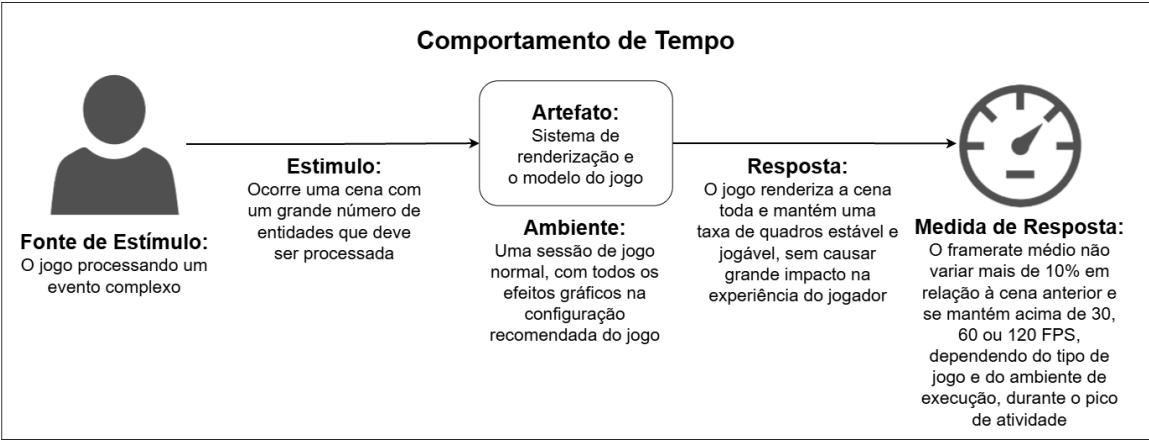 Comportamento de Tempo
Fonte de Estímulo:
O jogo processando um
evento complexo
Estimulo:
Ocorre uma cena com
um grande número de
entidades que deve
ser processada
Artefato:
Sistema de
renderização e
o modelo do jogo
Ambiente:
Uma sessão de jogo
normal, com todos os
efeitos gráficos na
configuração
recomendada do jogo
Resposta:
O jogo renderiza a cena
toda e mantém uma
taxa de quadros estável e
jogável, sem causar
grande impacto na
experiência do jogador
Medida de Resposta:
O framerate médio não
variar mais de 10% em
relação à cena anterior e
se mantém acima de 30,
60 ou 120 FPS,
dependendo do tipo de
jogo e do ambiente de
execução, durante o pico
de atividade